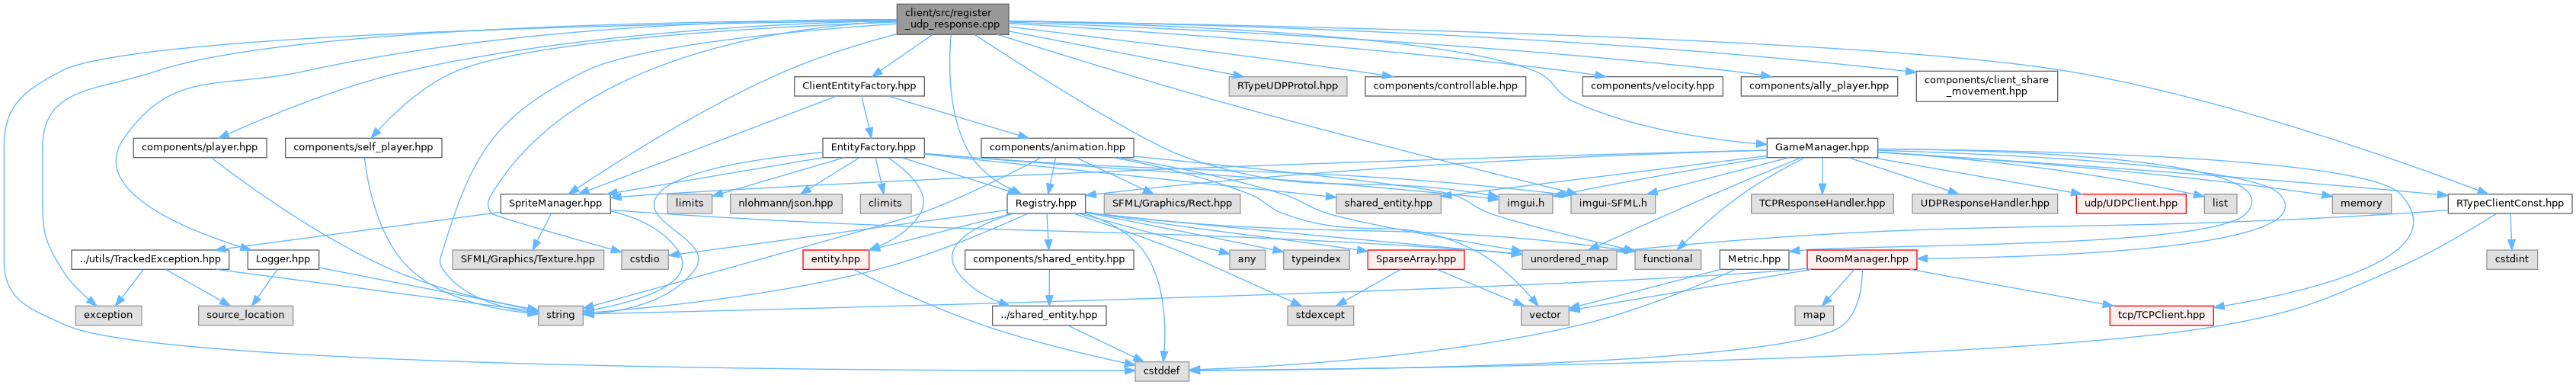 client/src/register
_udp_response.cpp
ClientEntityFactory.hpp
RTypeUDPProtol.hpp
components/controllable.hpp
components/velocity.hpp
components/ally_player.hpp
components/client_share
_movement.hpp
components/player.hpp
components/self_player.hpp
EntityFactory.hpp
components/animation.hpp
GameManager.hpp
SpriteManager.hpp
limits
nlohmann/json.hpp
climits
Registry.hpp
SFML/Graphics/Rect.hpp
shared_entity.hpp
imgui.h
imgui-SFML.h
TCPResponseHandler.hpp
UDPResponseHandler.hpp
udp/UDPClient.hpp
list
memory
RTypeClientConst.hpp
../utils/TrackedException.hpp
Logger.hpp
SFML/Graphics/Texture.hpp
cstdio
entity.hpp
components/shared_entity.hpp
any
typeindex
SparseArray.hpp
unordered_map
functional
Metric.hpp
RoomManager.hpp
cstdint
exception
source_location
string
../shared_entity.hpp
stdexcept
vector
map
tcp/TCPClient.hpp
cstddef